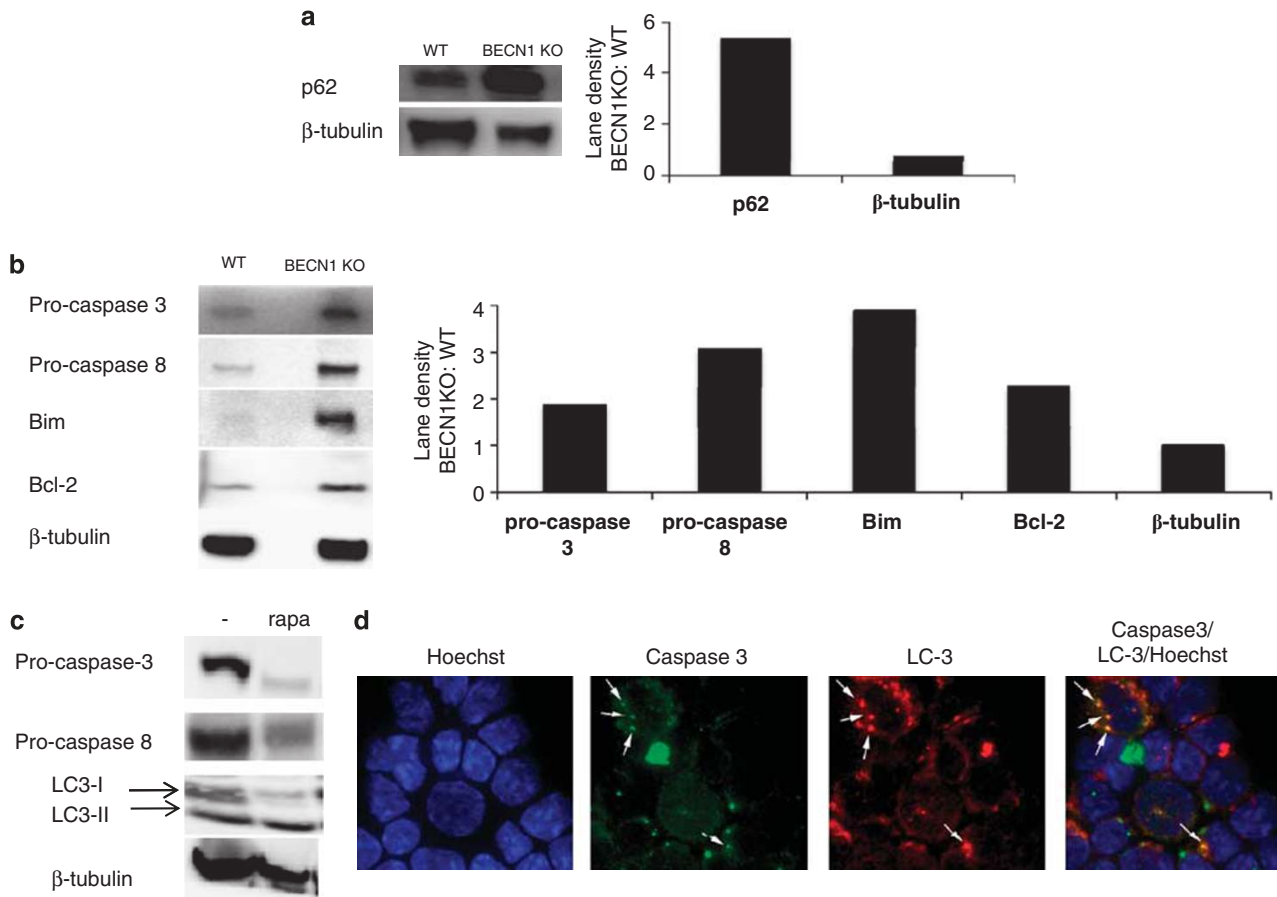 a
WT BECN1 KO
p62
β-tubulin
Lane density
BECN1KO: WT
6
4
2
0
p62 β-tubulin
b
WT BECN1 KO
Pro-caspase 3
Pro-caspase 8
Bim
Bcl-2
β-tubulin
Lane density
BECN1KO: WT
4
3
2
1
0
pro-caspase
3
pro-caspase
8
Bim
Bcl-2
β-tubulin
c
- rapa
Pro-caspase-3
Pro-caspase 8
LC3-I
LC3-II
β-tubulin
d
Hoechst
Caspase 3
LC-3
Caspase3/
LC-3/Hoechst